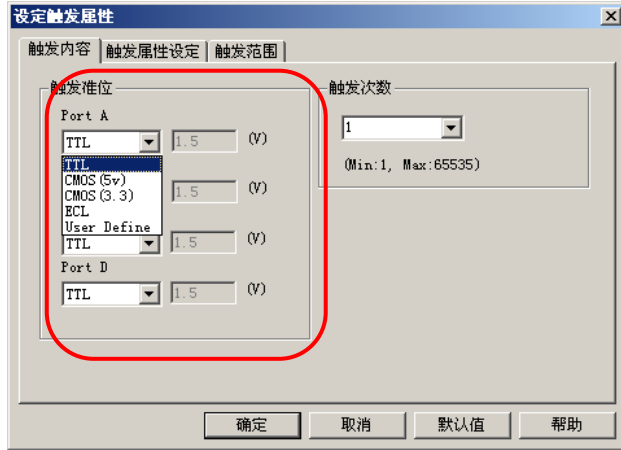 设定触发属性
触发内容 触发属性设定 触发范围
触发准位
Port A
TTL 1.5 (V)
TTL
CMOS(5v)
CMOS(3.3) 1.5 (V)
ECL
User Define
TTL 1.5 (V)
Port D
TTL 1.5 (V)
触发次数
1
(Min:1, Max:65535)
确定 取消 默认值 帮助